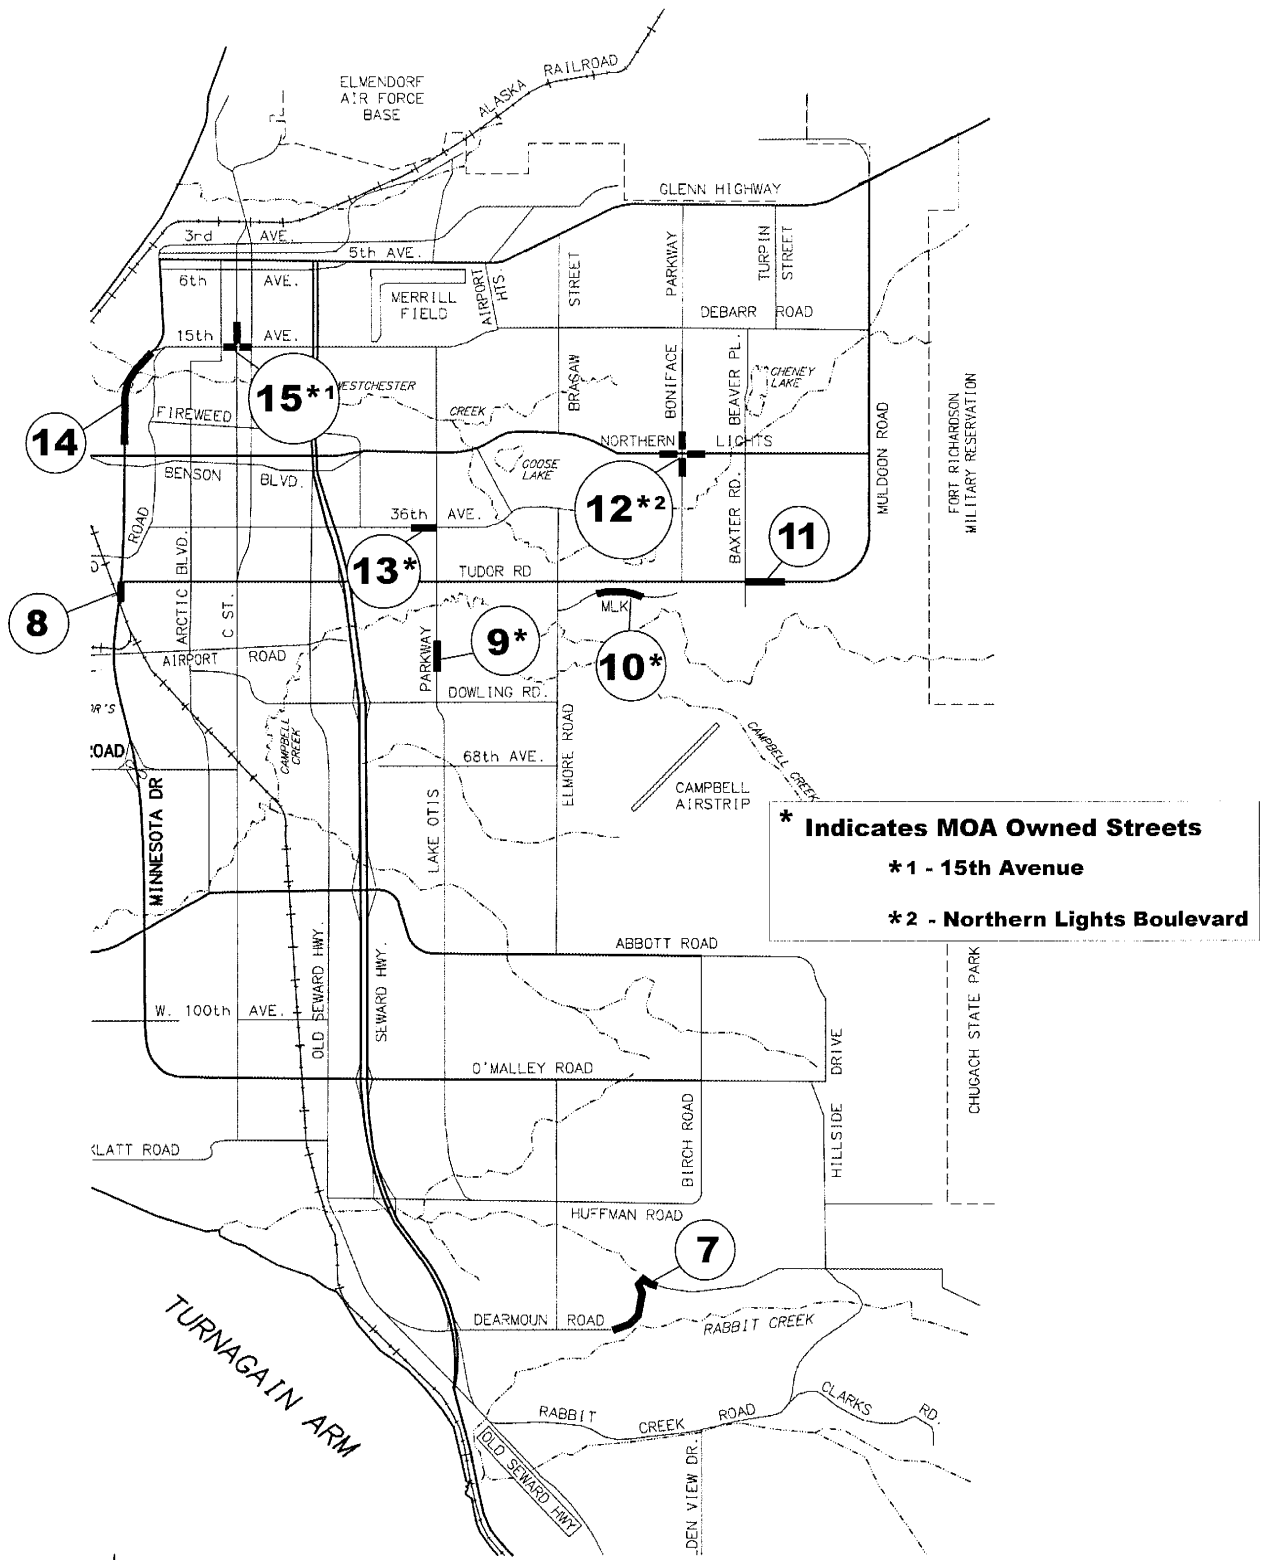 ELMENDORF
AIR FORCE
BASE
ALASKA RAILROAD
GLENN HIGHWAY
3rd AVE.
5th AVE.
6th AVE.
MERRILL
FIELD
AIRPORT
HTS.
BRAGAW STREET
BONIFACE PARKWAY
TURPIN
STREET
DEBARR ROAD
15th AVE.
15*1
WESTCHESTER
CREEK
BEAVER PL.
CHENEY
LAKE
FORT RICHARDSON
MILITARY RESERVATION
MULDOON ROAD
14
FIREWEED
NORTHERN LIGHTS
BENSON BLVD.
GOOSE
LAKE
12*2
BAXTER RD.
ROAD
36th AVE.
13*
11
TUDOR RD
8
ARCTIC BLVD.
C ST.
MLK
9*
10*
PARKWAY
AIRPORT ROAD
DOWLING RD.
CAMPBELL
CREEK
ELMORE ROAD
68th AVE.
CAMPBELL CREEK
CAMPBELL
AIRSTRIP
OAD
MINNESOTA DR
LAKE OTIS
* Indicates MOA Owned Streets
*1 - 15th Avenue
*2 - Northern Lights Boulevard
OLD SEWARD HWY.
SEWARD HWY.
ABBOTT ROAD
CHUGACH STATE PARK
W. 100th AVE.
O'MALLEY ROAD
HILLSIDE DRIVE
BIRCH ROAD
KLATT ROAD
HUFFMAN ROAD
7
DEARMOUN ROAD
RABBIT CREEK
TURNAGAIN ARM
RABBIT CREEK ROAD
CLARKS RD.
OLD SEWARD HWY
DEN VIEW DR.